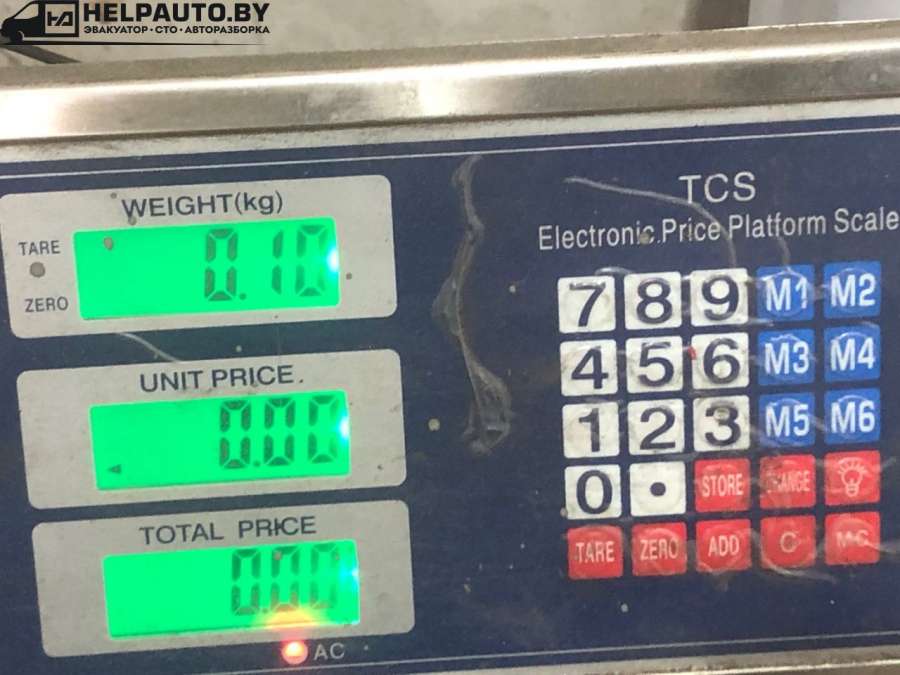 HELPAUTO.BY
ЭВАКУАТОР · СТО · АВТОРАЗБОРКА
TCS
Electronic Price Platform Scale
WEIGHT(kg)
TARE
ZERO
0.10
UNIT PRICE.
0.00
TOTAL PRICE
0.00
AC
7 8 9 M1 M2
4 5 6 M3 M4
1 2 3 M5 M6
0 . STORE CHANGE
TARE ZERO ADD C MC